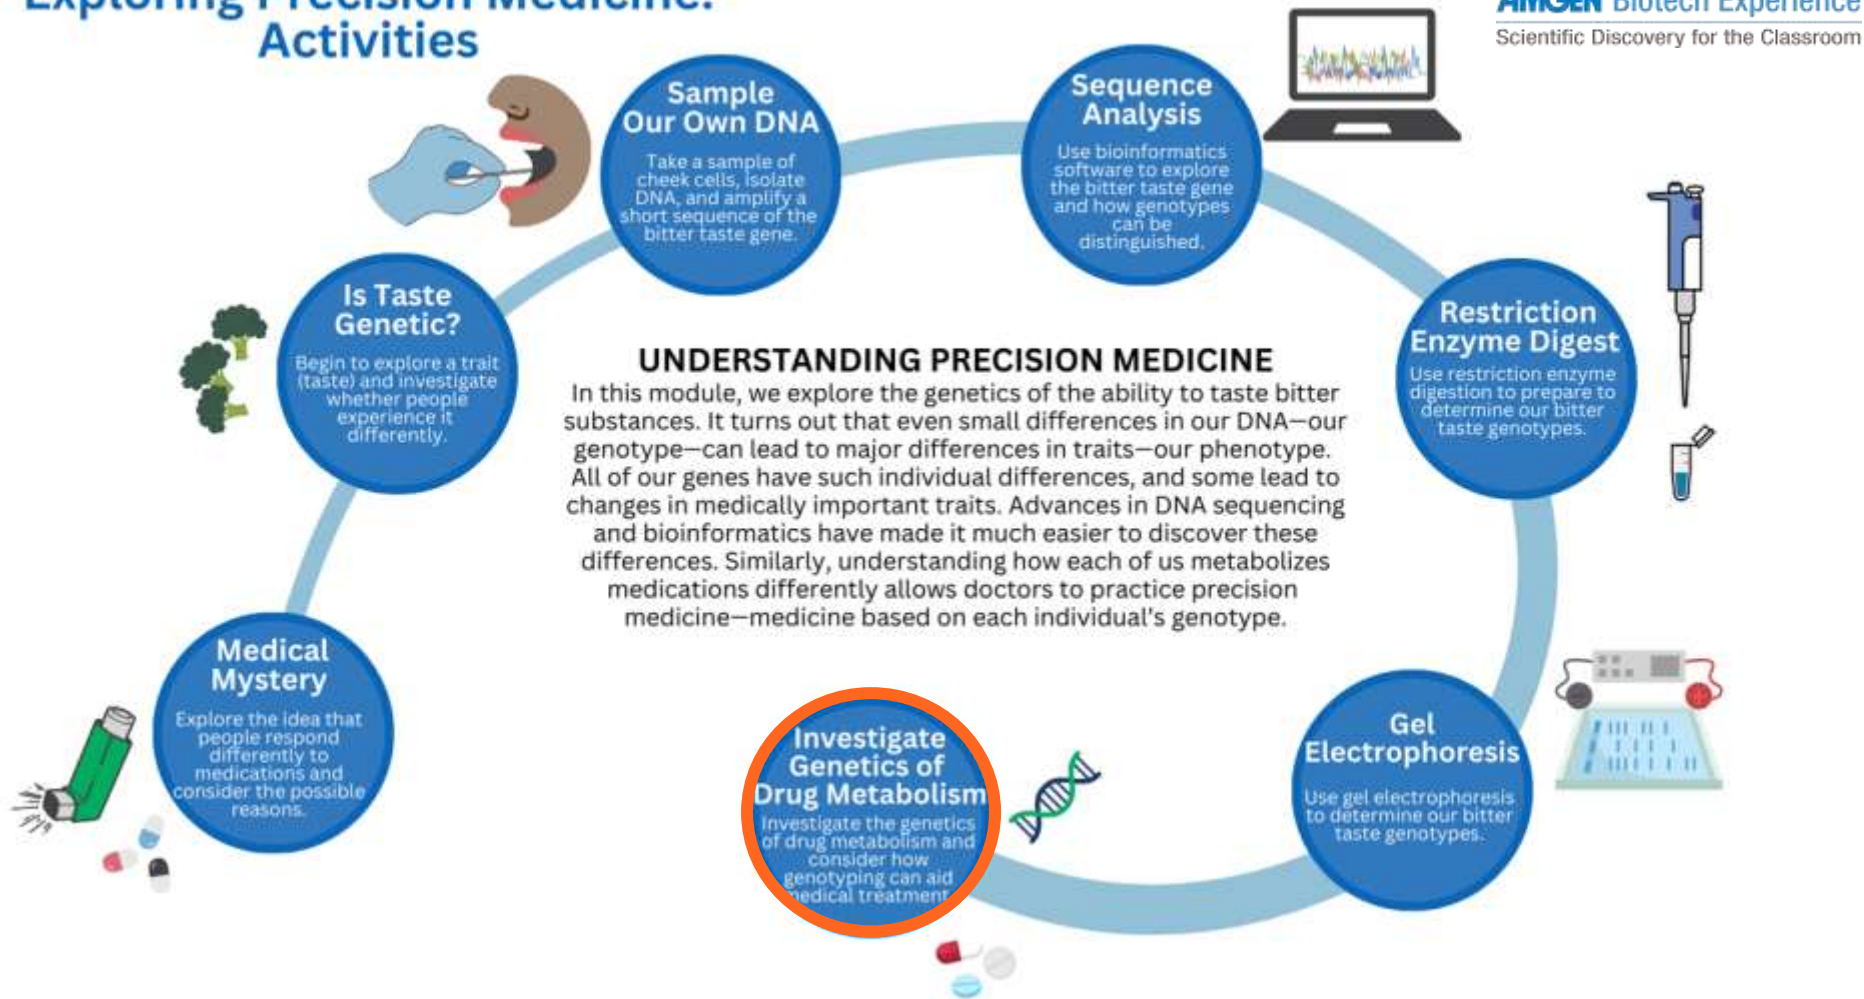 Exploring Precision Medicine:
Activities
AMGEN Biotech Experience
Scientific Discovery for the Classroom
Medical
Mystery
Explore the idea that
people respond
differently to
medications and
consider the possible
reasons.
Is Taste
Genetic?
Begin to explore a trait
(taste) and investigate
whether people
experience it
differently.
Sample
Our Own DNA
Take a sample of
cheek cells, isolate
DNA, and amplify a
short sequence of the
bitter taste gene.
Sequence
Analysis
Use bioinformatics
software to explore
the bitter taste gene
and how genotypes
can be
distinguished.
Restriction
Enzyme Digest
Use restriction enzyme
digestion to prepare to
determine our bitter
taste genotypes.
Gel
Electrophoresis
Use gel electrophoresis
to determine our bitter
taste genotypes.
Investigate
Genetics of
Drug Metabolism
Investigate the genetics
of drug metabolism and
consider how
genotyping can aid
medical treatment
UNDERSTANDING PRECISION MEDICINE
In this module, we explore the genetics of the ability to taste bitter
substances. It turns out that even small differences in our DNA—our
genotype—can lead to major differences in traits—our phenotype.
All of our genes have such individual differences, and some lead to
changes in medically important traits. Advances in DNA sequencing
and bioinformatics have made it much easier to discover these
differences. Similarly, understanding how each of us metabolizes
medications differently allows doctors to practice precision
medicine—medicine based on each individual's genotype.